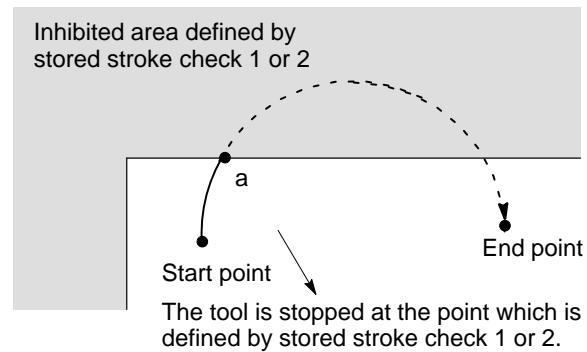 Inhibited area defined by
stored stroke check 1 or 2
a
End point
Start point
The tool is stopped at the point which is
defined by stored stroke check 1 or 2.